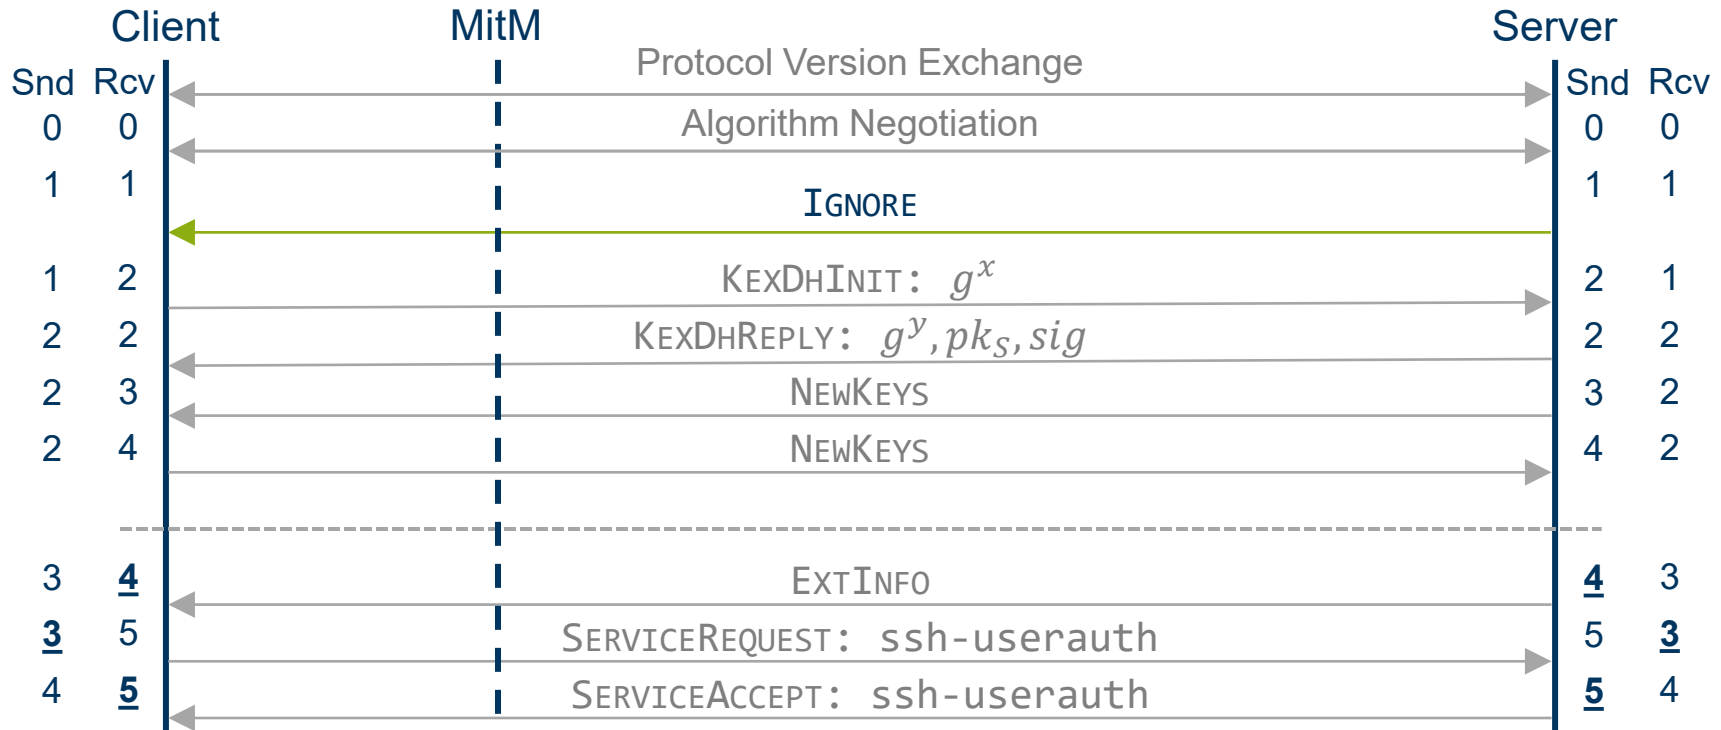 Client MitM Server
Snd Rcv Protocol Version Exchange Snd Rcv
0 0 Algorithm Negotiation 0 0
1 1 IGNORE 1 1
1 2 KEXDHINIT: g^x 2 1
2 2 KEXDHREPLY: g^y, pk_S, sig 2 2
2 3 NEWKEYS 3 2
2 4 NEWKEYS 4 2
3 4 EXTINFO 4 3
3 5 SERVICEREQUEST: ssh-userauth 5 3
4 5 SERVICEACCEPT: ssh-userauth 5 4